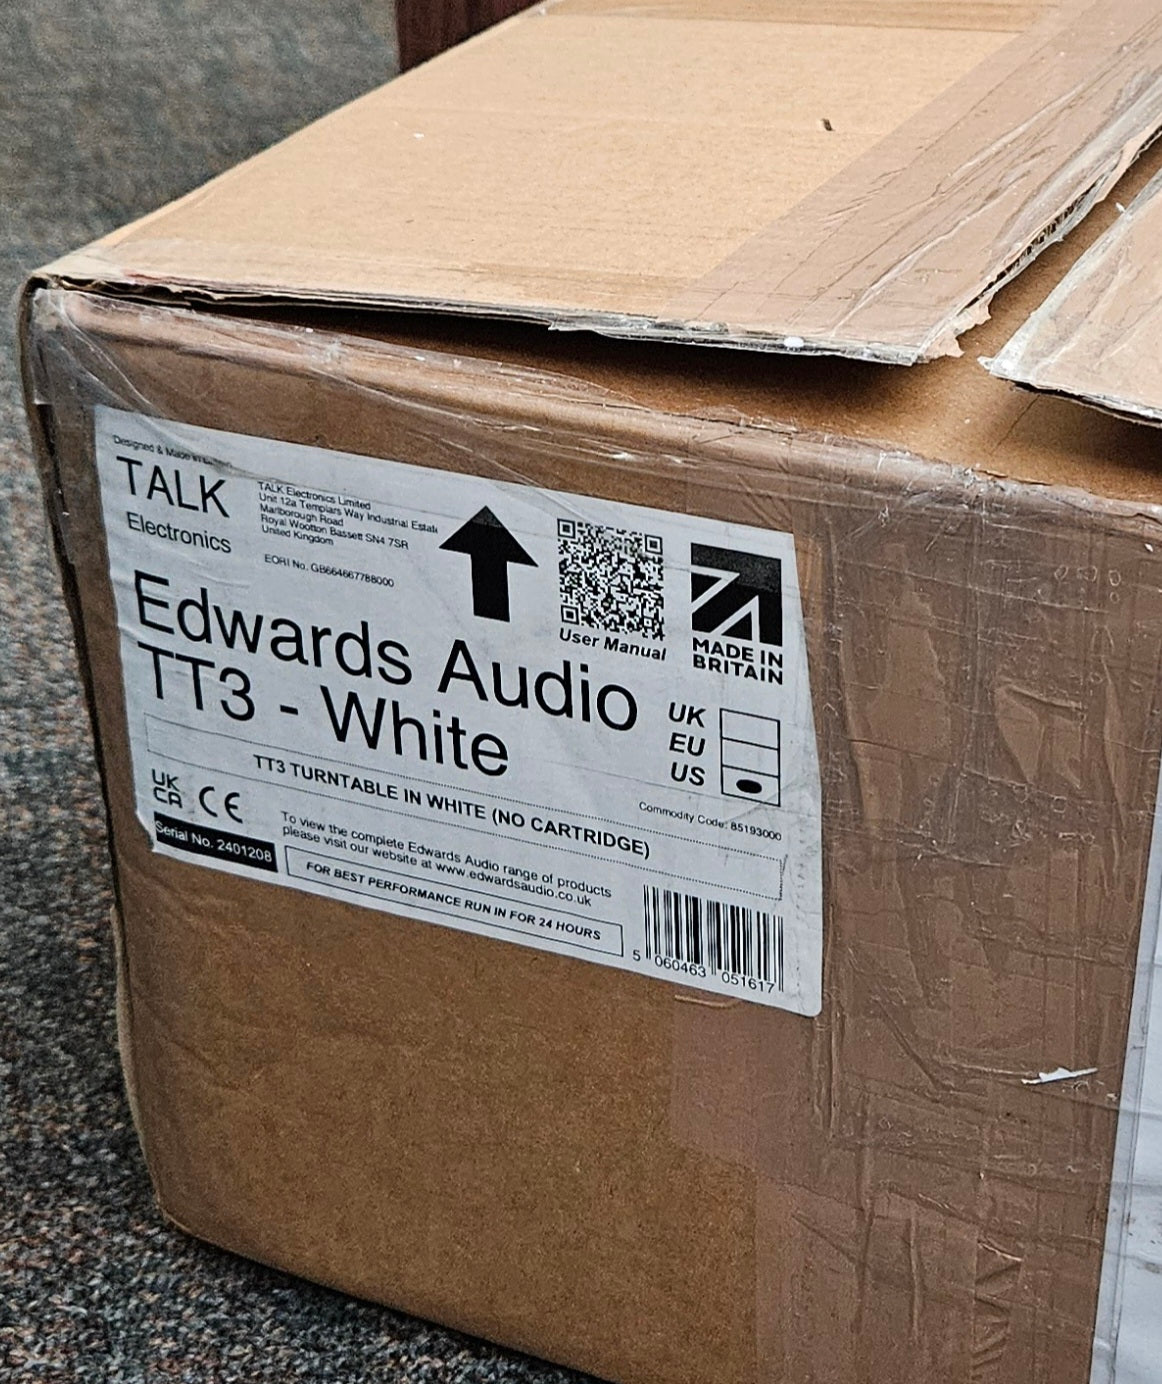 Designed & Made in
TALK
Electronics
TALK Electronics Limited
Unit 12a Templars Way Industrial Estate
Marlborough Road
Royal Wootton Bassett SN4 7SR
United Kingdom
EORI No. GB664667788000
User Manual
MADE IN
BRITAIN
Edwards Audio
TT3 - White
UK
EU
US
Commodity Code: 85193000
TT3 TURNTABLE IN WHITE (NO CARTRIDGE)
UK
CA CE
Serial No. 2401208
To view the complete Edwards Audio range of products
please visit our website at www.edwardsaudio.co.uk
FOR BEST PERFORMANCE RUN IN FOR 24 HOURS
5 060463 051617